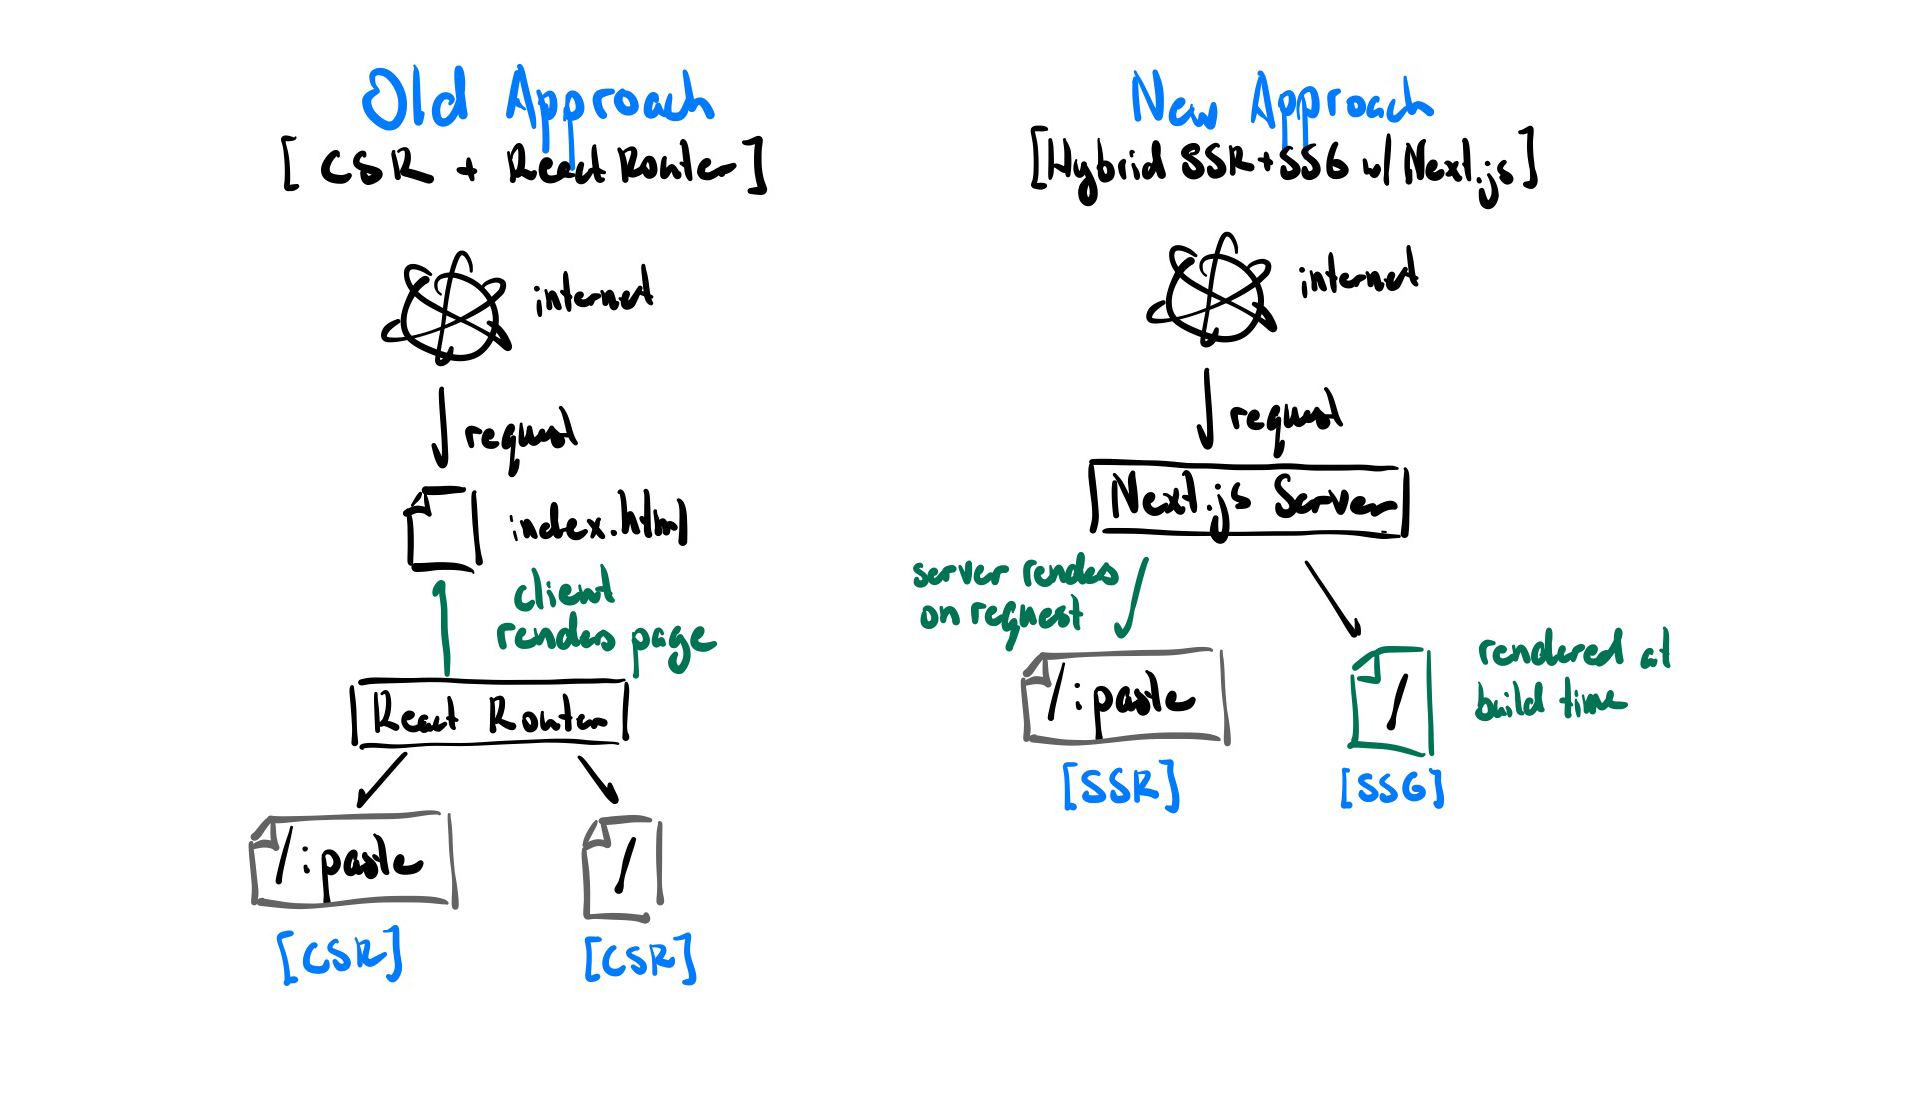 Old Approach
[CSR + React Router]
internet
request
index.html
client
renders page
React Router
/:paste
/
[CSR]
[CSR]
New Approach
[Hybrid SSR+SSG w/ Next.js]
internet
request
Next.js Server
server renders
on request
/:paste
/
rendered at
build time
[SSR]
[SSG]